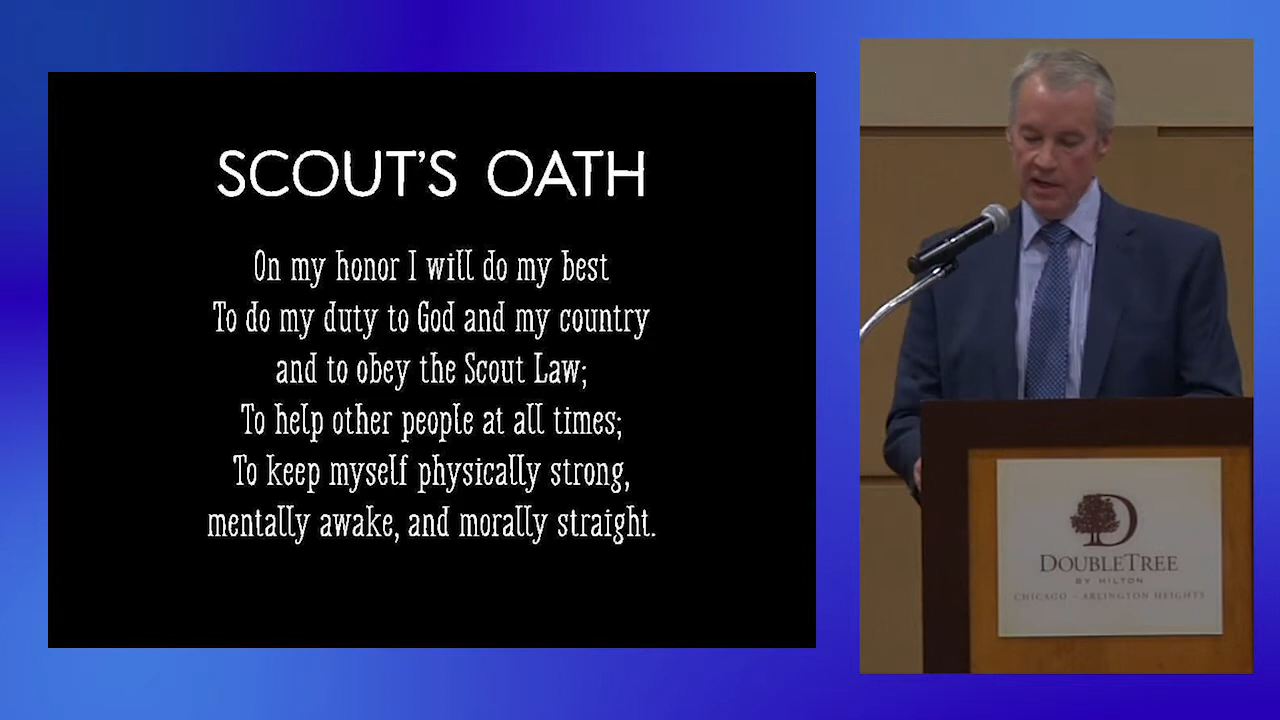 SCOUT'S OATH
On my honor I will do my best
To do my duty to God and my country
and to obey the Scout Law;
To help other people at all times;
To keep myself physically strong,
mentally awake, and morally straight.
D
DOUBLETREE
BY HILTON
CHICAGO - ARLINGTON HEIGHTS